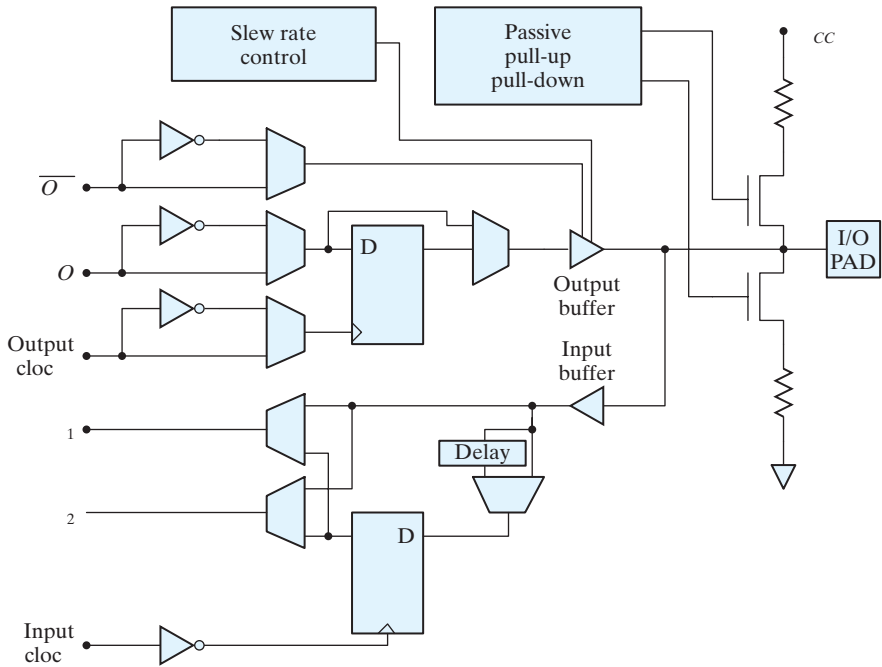 Slew rate
control
Passive
pull-up
pull-down
CC
O̅
O
D
I/O
PAD
Output
buffer
Output
cloc
Input
buffer
1
Delay
2
D
Input
cloc